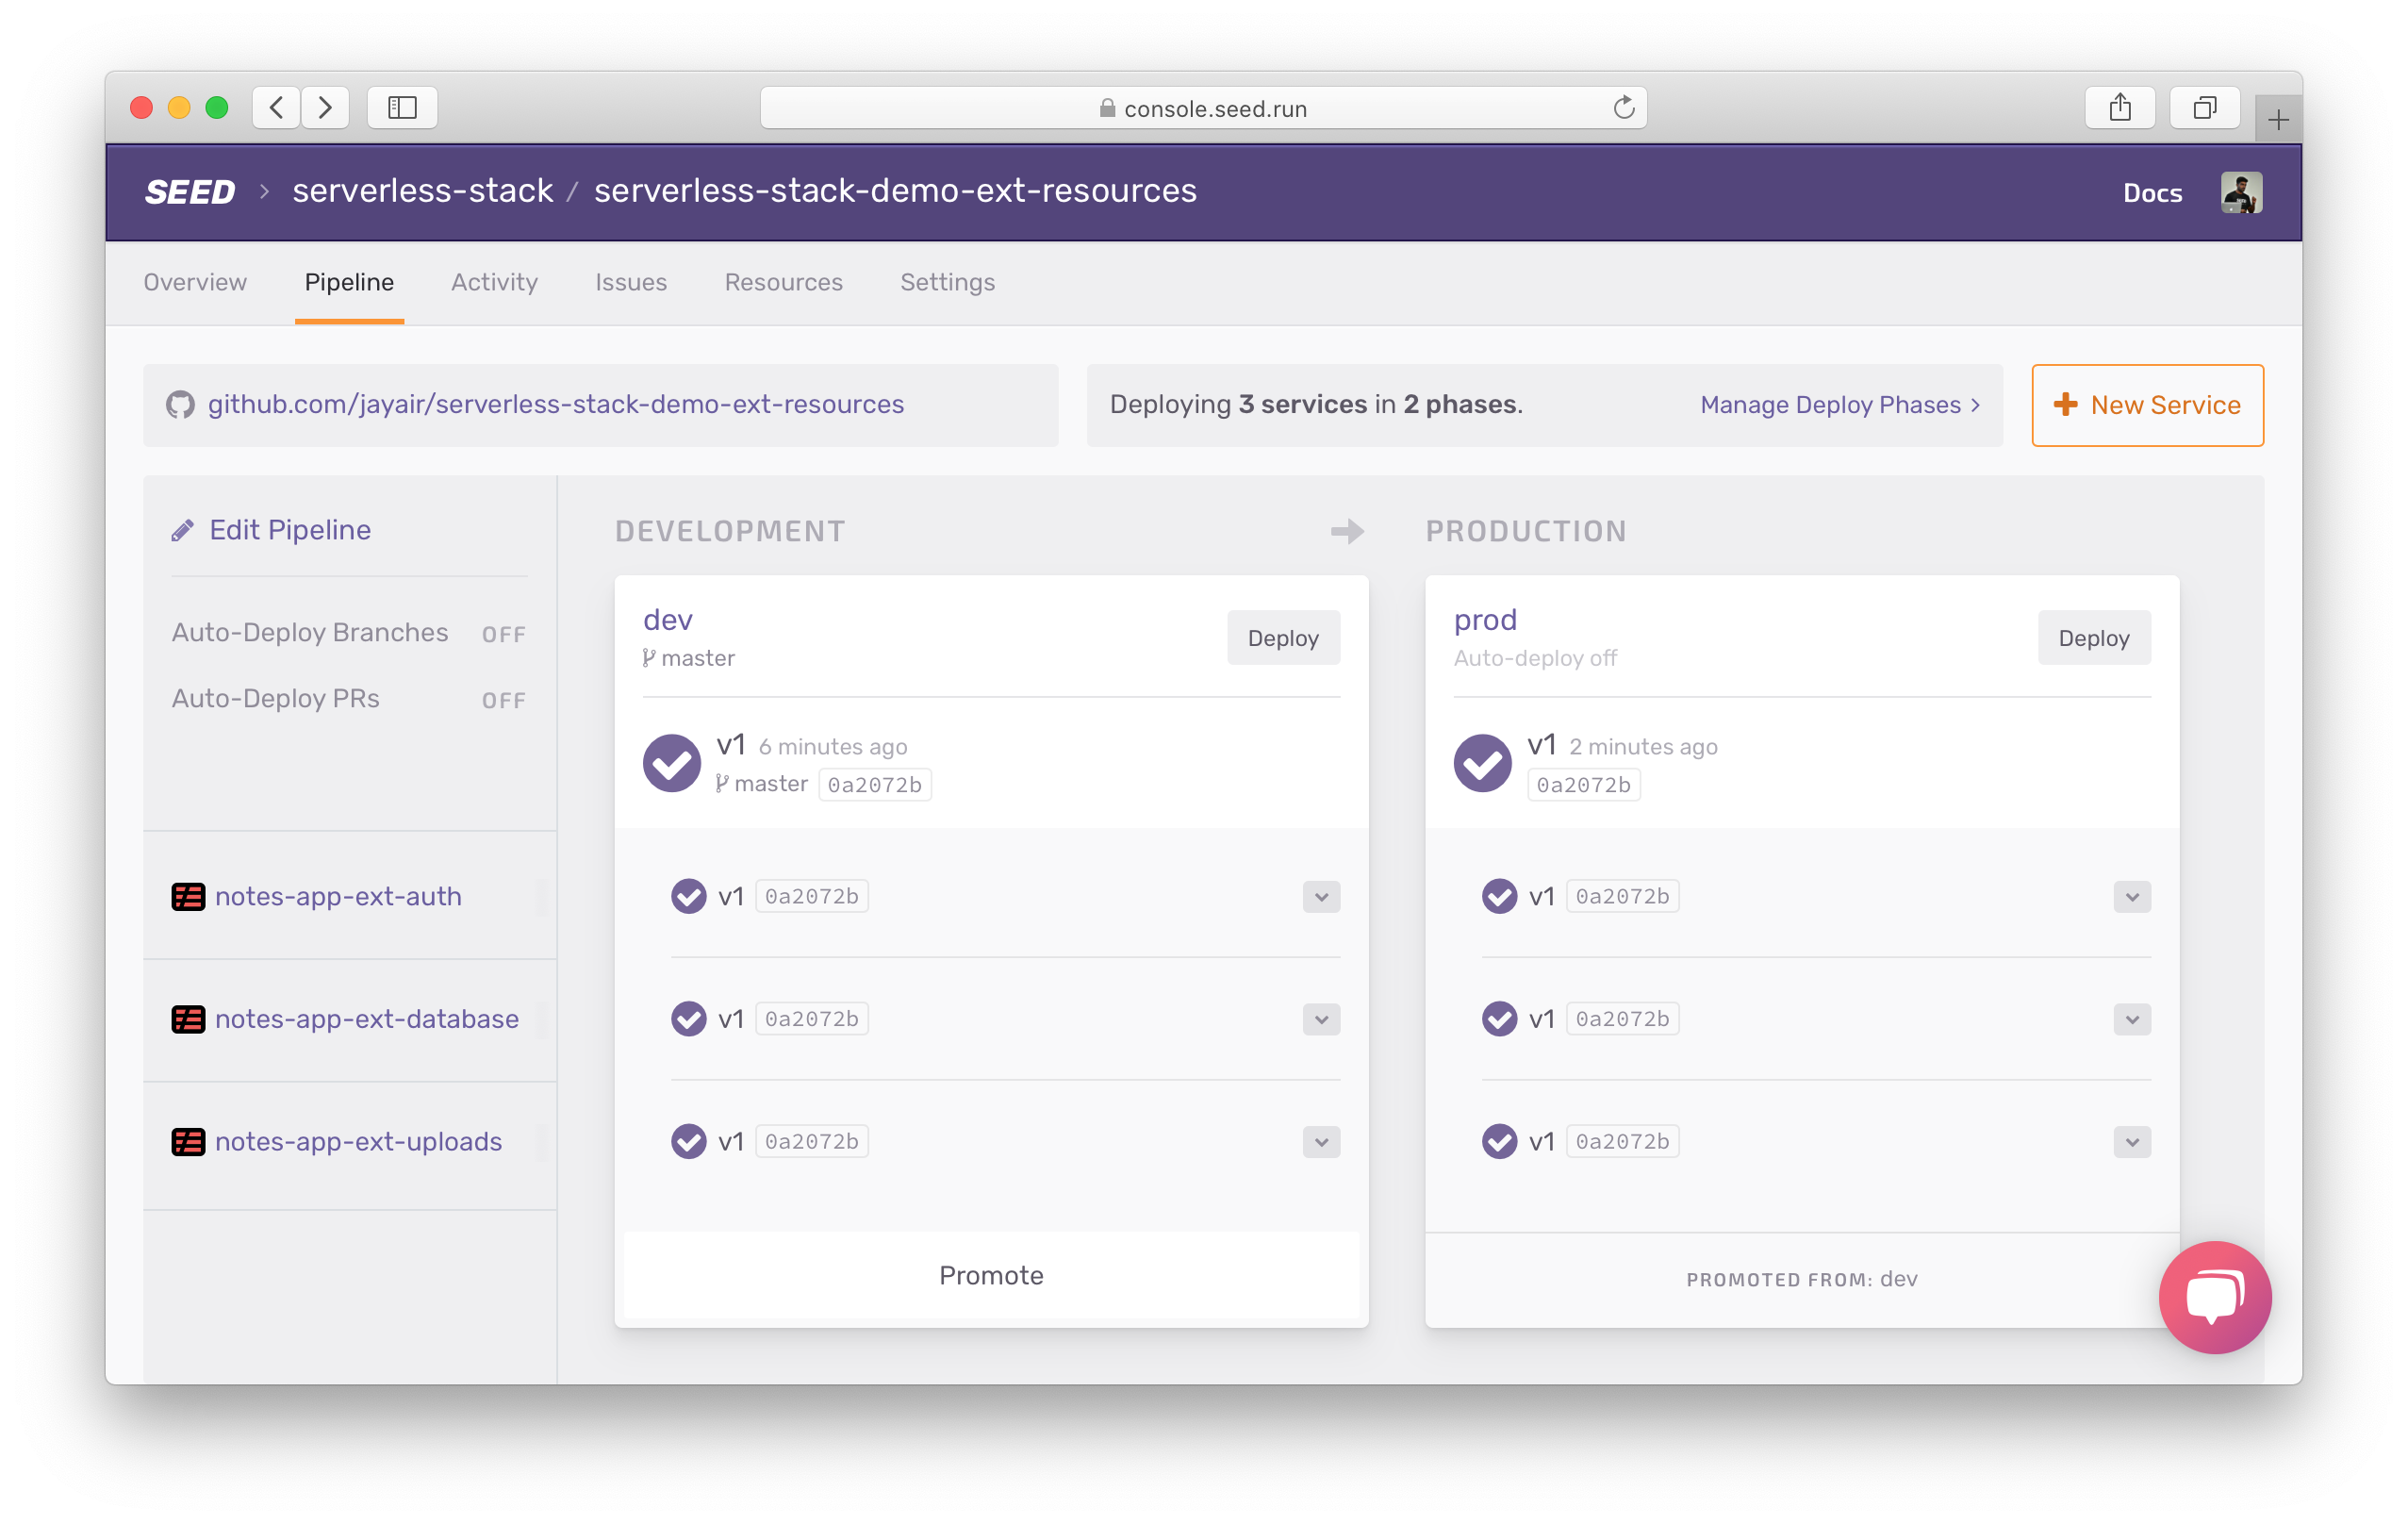 console.seed.run
SEED > serverless-stack / serverless-stack-demo-ext-resources
Docs
Overview Pipeline Activity Issues Resources Settings
github.com/jayair/serverless-stack-demo-ext-resources
Deploying 3 services in 2 phases.
Manage Deploy Phases >
New Service
Edit Pipeline
Auto-Deploy Branches OFF
Auto-Deploy PRs OFF
notes-app-ext-auth
notes-app-ext-database
notes-app-ext-uploads
DEVELOPMENT
dev
master
Deploy
v1 6 minutes ago
master 0a2072b
v1 0a2072b
v1 0a2072b
v1 0a2072b
Promote
PRODUCTION
prod
Auto-deploy off
Deploy
v1 2 minutes ago
0a2072b
v1 0a2072b
v1 0a2072b
v1 0a2072b
PROMOTED FROM: dev